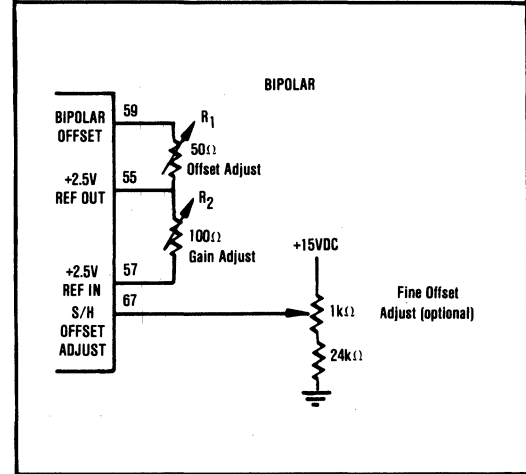 BIPOLAR
BIPOLAR
OFFSET
59
R1
50Ω
Offset Adjust
+2.5V
REF OUT
55
R2
100Ω
Gain Adjust
+2.5V
REF IN
57
S/H
OFFSET
ADJUST
67
+15VDC
1kΩ
24kΩ
Fine Offset
Adjust (optional)